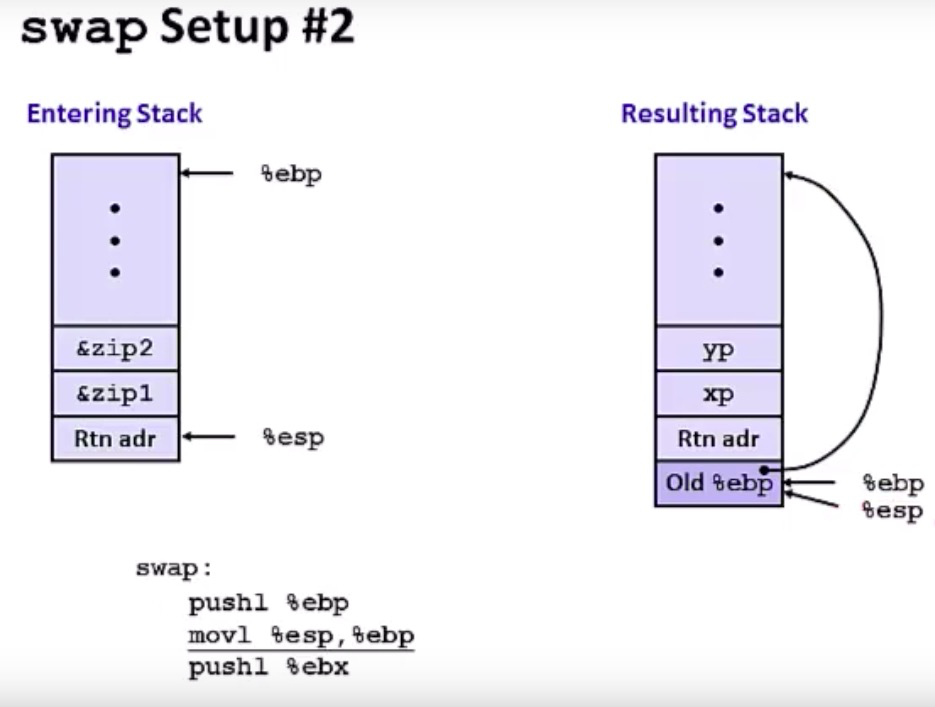 swap Setup #2
Entering Stack
%ebp
&zip2
&zip1
Rtn adr
%esp
Resulting Stack
yp
xp
Rtn adr
Old %ebp
%ebp
%esp
swap:
pushl %ebp
movl %esp,%ebp
pushl %ebx